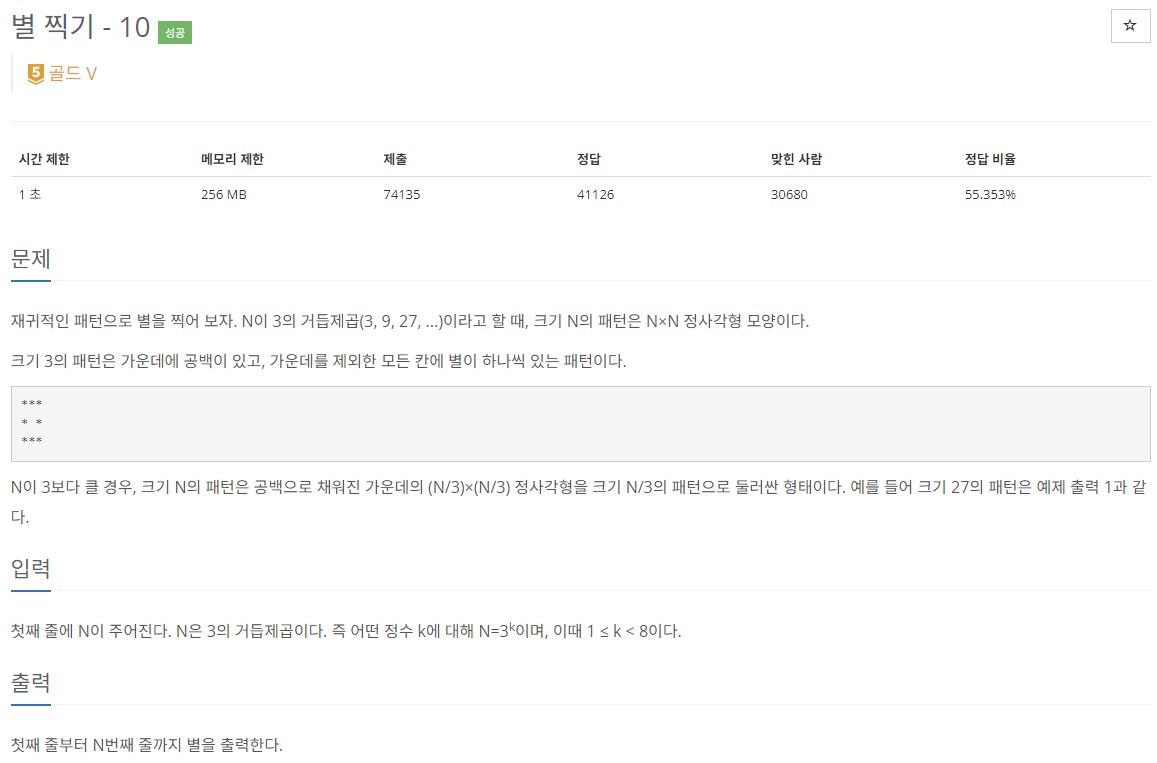 별 찍기 - 10 성공
☆
5 골드 V
시간 제한 메모리 제한 제출 정답 맞힌 사람 정답 비율
1 초 256 MB 74135 41126 30680 55.353%
문제
재귀적인 패턴으로 별을 찍어 보자. N이 3의 거듭제곱(3, 9, 27, ...)이라고 할 때, 크기 N의 패턴은 N×N 정사각형 모양이다.
크기 3의 패턴은 가운데에 공백이 있고, 가운데를 제외한 모든 칸에 별이 하나씩 있는 패턴이다.
***
* *
***
N이 3보다 클 경우, 크기 N의 패턴은 공백으로 채워진 가운데의 (N/3)×(N/3) 정사각형을 크기 N/3의 패턴으로 둘러싼 형태이다. 예를 들어 크기 27의 패턴은 예제 출력 1과 같
다.
입력
첫째 줄에 N이 주어진다. N은 3의 거듭제곱이다. 즉 어떤 정수 k에 대해 N=3ᵏ이며, 이때 1 ≤ k < 8이다.
출력
첫째 줄부터 N번째 줄까지 별을 출력한다.